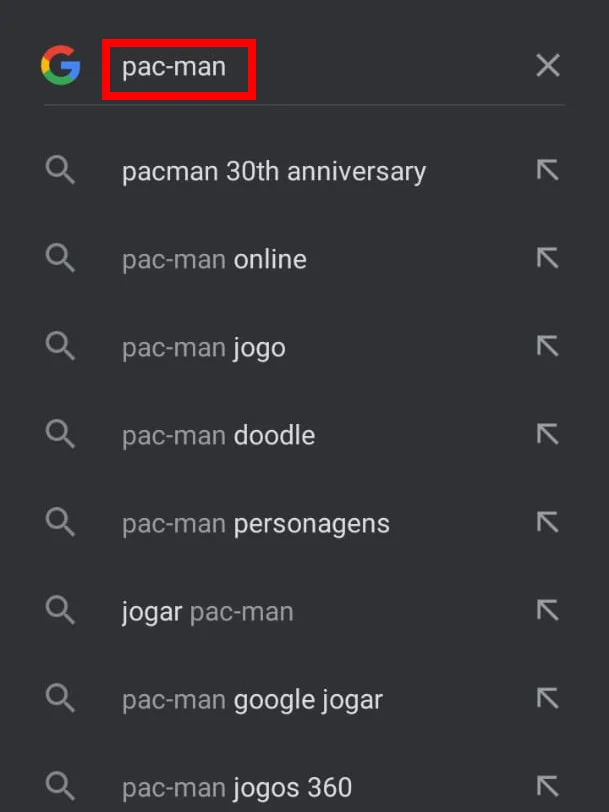 pac-man
pacman 30th anniversary
pac-man online
pac-man jogo
pac-man doodle
pac-man personagens
jogar pac-man
pac-man google jogar
pac-man jogos 360